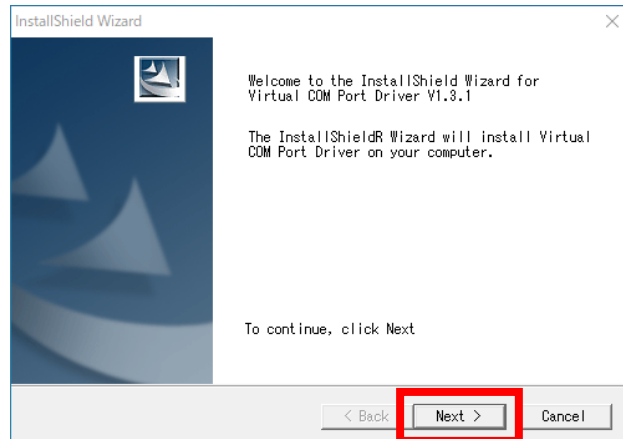 InstallShield Wizard
Welcome to the InstallShield Wizard for
Virtual COM Port Driver V1.3.1
The InstallShieldR Wizard will install Virtual
COM Port Driver on your computer.
To continue, click Next
< Back
Next >
Cancel